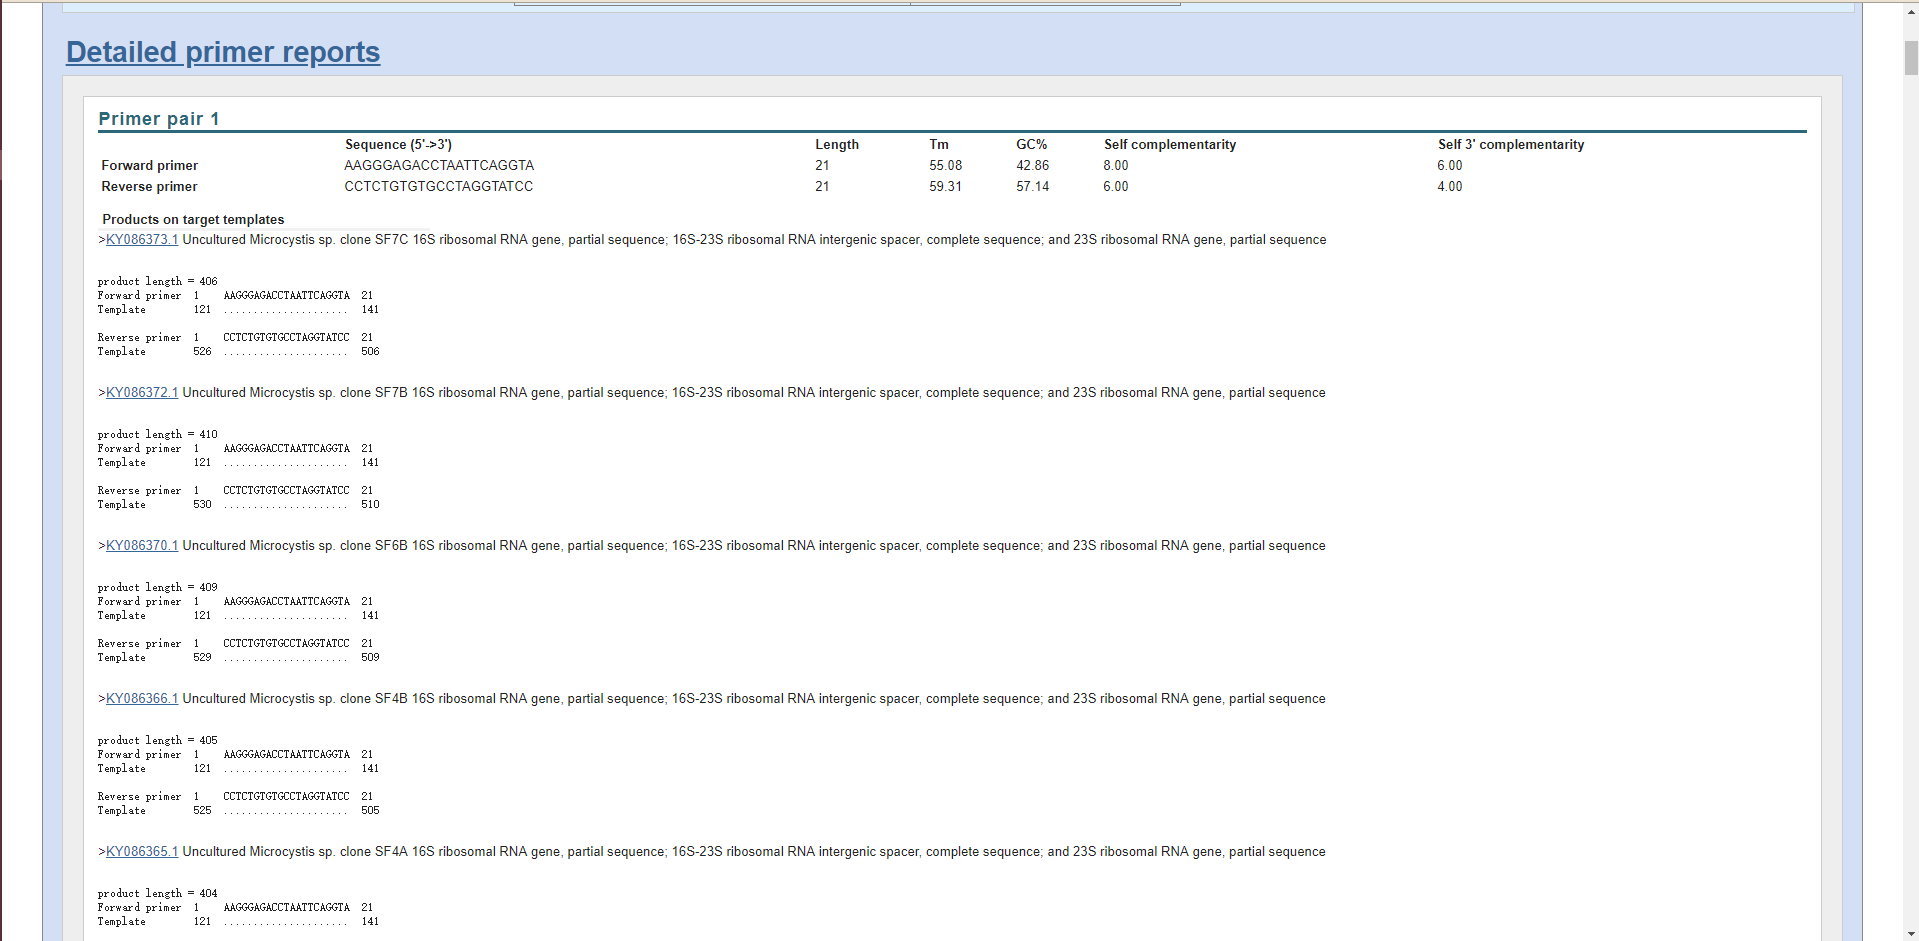 Detailed primer reports
Primer pair 1
Sequence (5'->3') Length Tm GC% Self complementarity Self 3' complementarity
Forward primer AAGGGAGACCTAATTCAGGTA 21 55.08 42.86 8.00 6.00
Reverse primer CCTCTGTGTGCCTAGGTATCC 21 59.31 57.14 6.00 4.00
Products on target templates
>KY086373.1 Uncultured Microcystis sp. clone SF7C 16S ribosomal RNA gene, partial sequence; 16S-23S ribosomal RNA intergenic spacer, complete sequence; and 23S ribosomal RNA gene, partial sequence
product length = 406
Forward primer 1 AAGGGAGACCTAATTCAGGTA 21
Template 121 ..................... 141
Reverse primer 1 CCTCTGTGTGCCTAGGTATCC 21
Template 526 ..................... 506
>KY086372.1 Uncultured Microcystis sp. clone SF7B 16S ribosomal RNA gene, partial sequence; 16S-23S ribosomal RNA intergenic spacer, complete sequence; and 23S ribosomal RNA gene, partial sequence
product length = 410
Forward primer 1 AAGGGAGACCTAATTCAGGTA 21
Template 121 ..................... 141
Reverse primer 1 CCTCTGTGTGCCTAGGTATCC 21
Template 530 ..................... 510
>KY086370.1 Uncultured Microcystis sp. clone SF6B 16S ribosomal RNA gene, partial sequence; 16S-23S ribosomal RNA intergenic spacer, complete sequence; and 23S ribosomal RNA gene, partial sequence
product length = 409
Forward primer 1 AAGGGAGACCTAATTCAGGTA 21
Template 121 ..................... 141
Reverse primer 1 CCTCTGTGTGCCTAGGTATCC 21
Template 529 ..................... 509
>KY086366.1 Uncultured Microcystis sp. clone SF4B 16S ribosomal RNA gene, partial sequence; 16S-23S ribosomal RNA intergenic spacer, complete sequence; and 23S ribosomal RNA gene, partial sequence
product length = 405
Forward primer 1 AAGGGAGACCTAATTCAGGTA 21
Template 121 ..................... 141
Reverse primer 1 CCTCTGTGTGCCTAGGTATCC 21
Template 525 ..................... 505
>KY086365.1 Uncultured Microcystis sp. clone SF4A 16S ribosomal RNA gene, partial sequence; 16S-23S ribosomal RNA intergenic spacer, complete sequence; and 23S ribosomal RNA gene, partial sequence
product length = 404
Forward primer 1 AAGGGAGACCTAATTCAGGTA 21
Template 121 ..................... 141